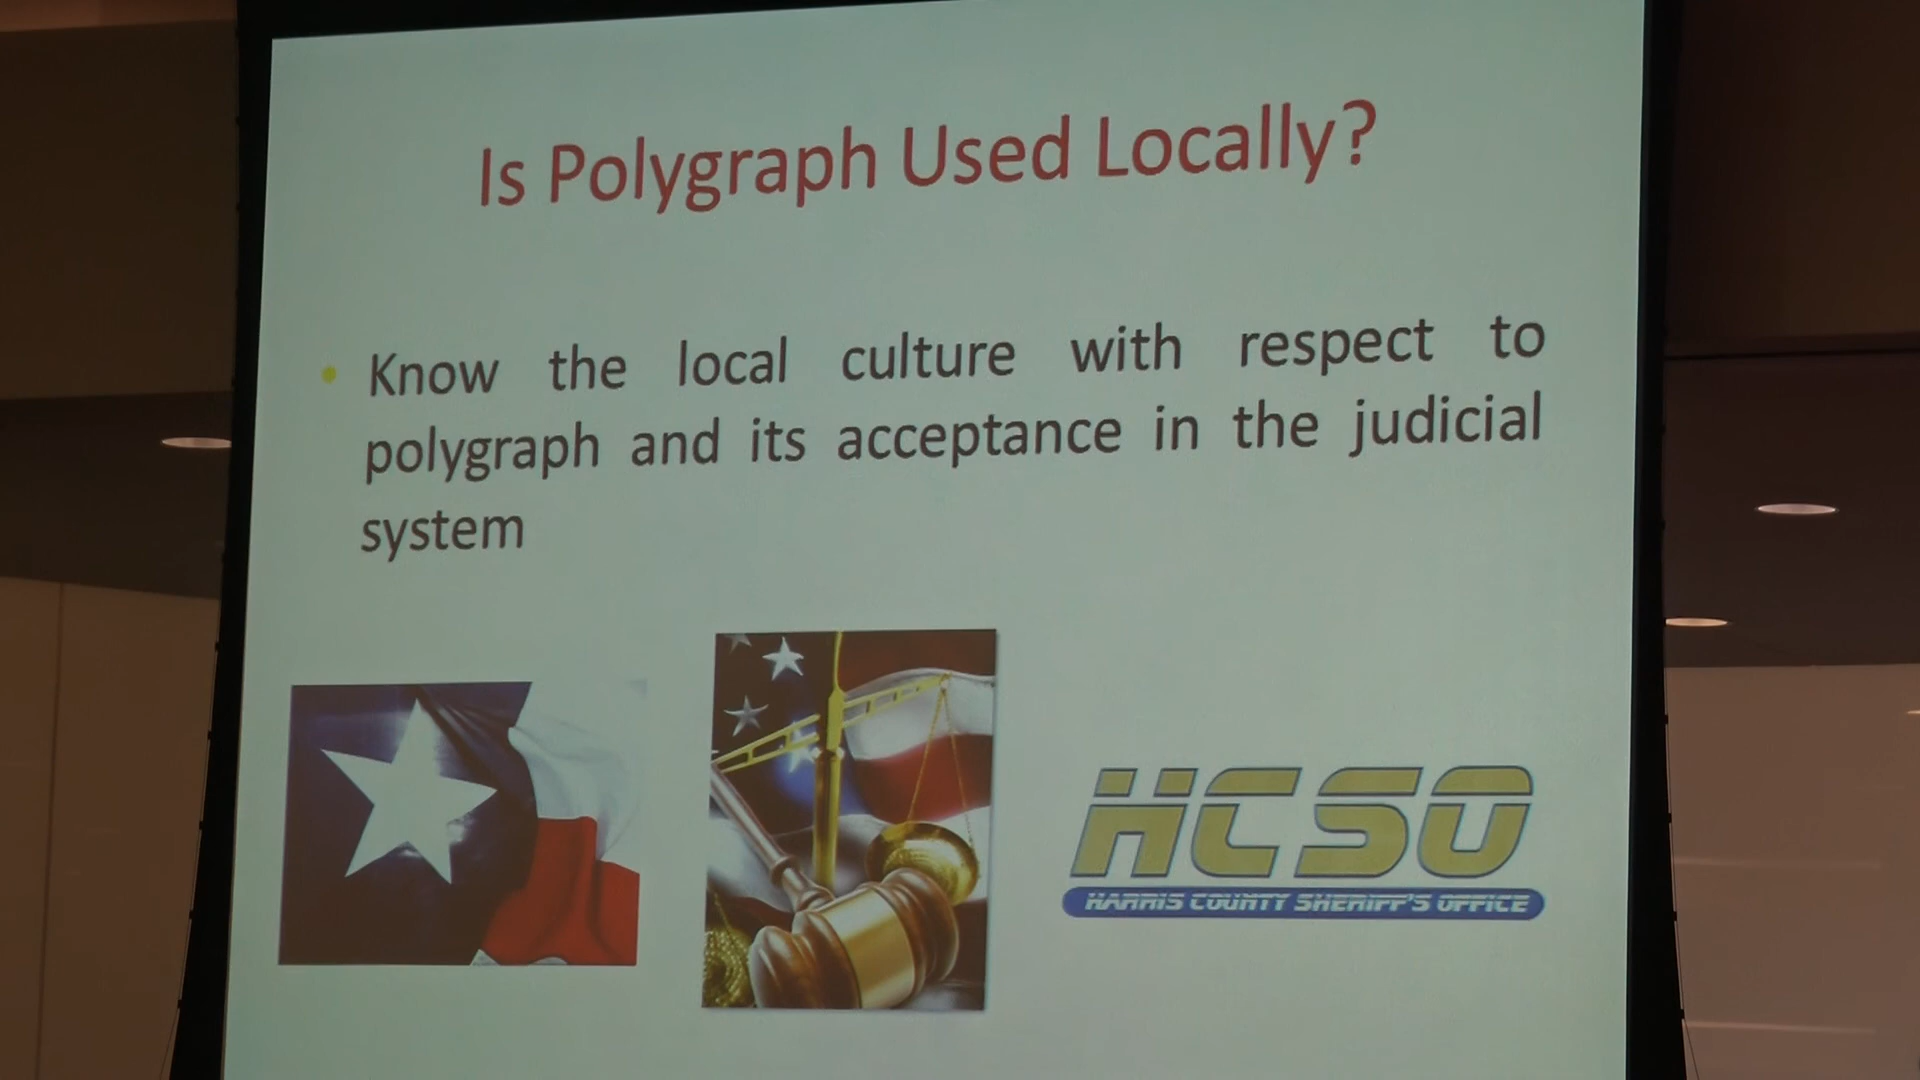 Is Polygraph Used Locally?
• Know the local culture with respect to
polygraph and its acceptance in the judicial
system
HCSO
HARRIS COUNTY SHERIFF'S OFFICE